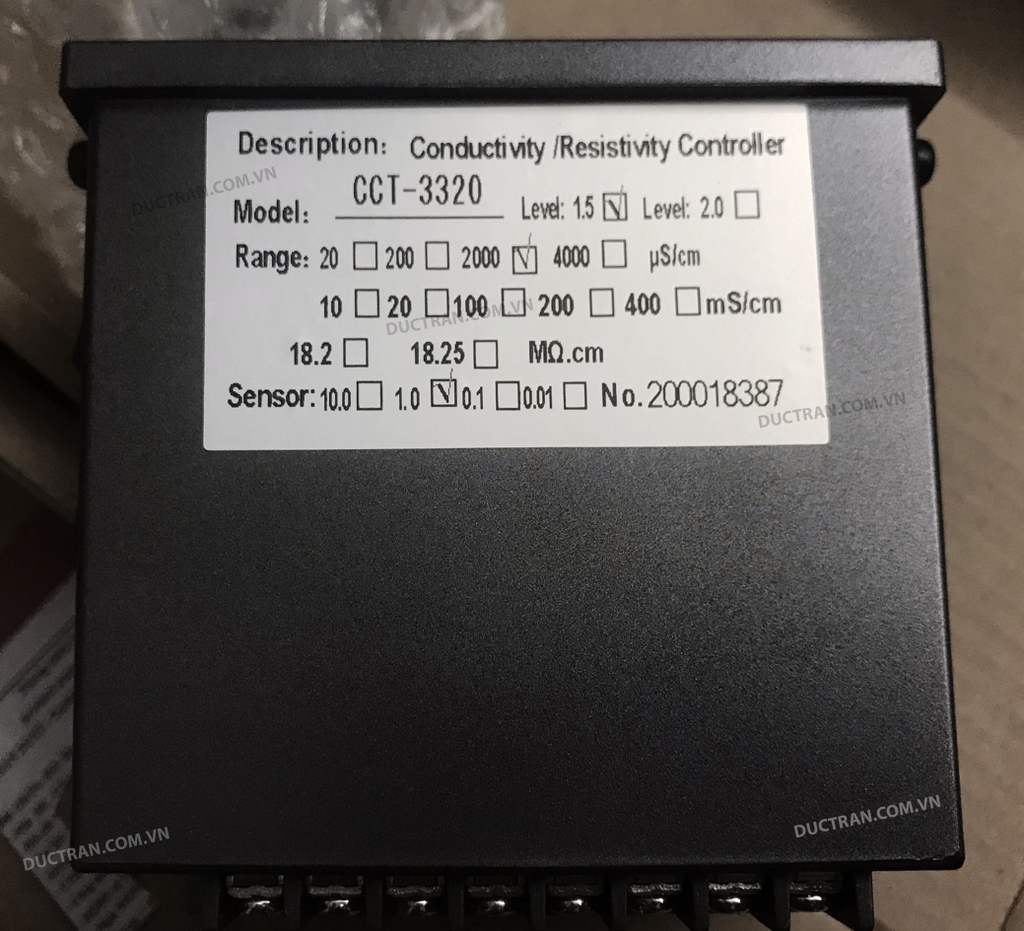 Description: Conductivity /Resistivity Controller
Model: CCT-3320 Level: 1.5 ☑ Level: 2.0 ☐
Range: 20 ☐ 200 ☐ 2000 ☑ 4000 ☐ µS/cm
10 ☐ 20 ☐ 100 ☐ 200 ☐ 400 ☐ mS/cm
18.2 ☐ 18.25 ☐ MΩ.cm
Sensor: 10.0 ☐ 1.0 ☑ 0.1 ☐ 0.01 ☐ No.200018387
DUCTRAN.COM.VN
DUCTRAN.COM.VN
DUCTRAN.COM.VN
DUCTRAN.COM.VN
DUCTRAN.COM.VN